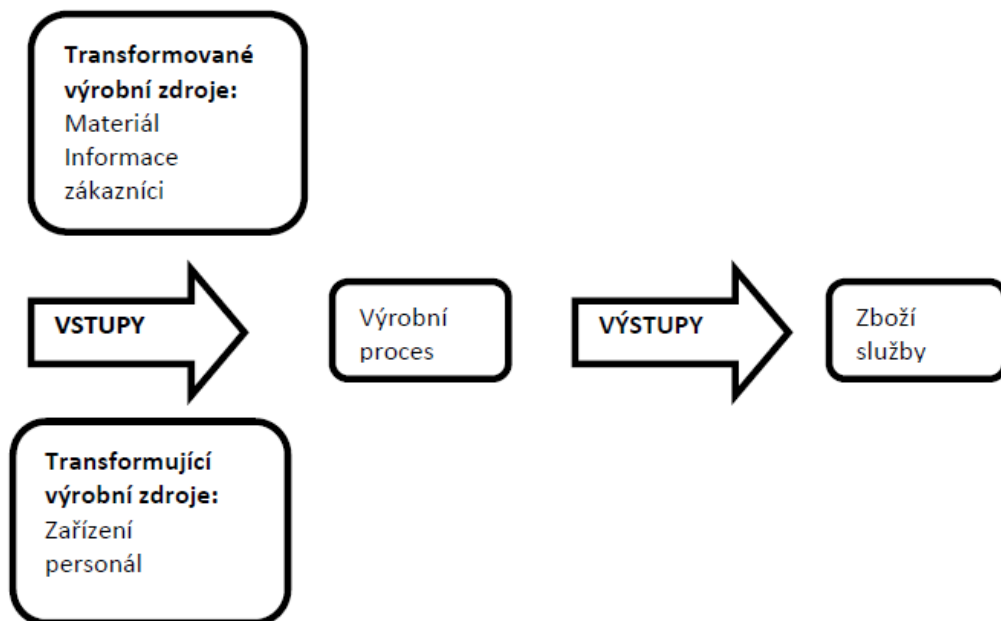 Transformované
výrobní zdroje:
Materiál
Informace
zákazníci
VSTUPY
Výrobní
proces
VÝSTUPY
Zboží
služby
Transformující
výrobní zdroje:
Zařízení
personál